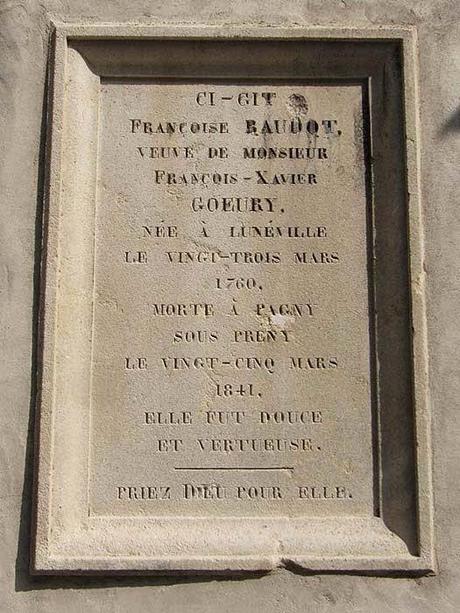 CI-GIT
FRANÇOISE RAUDOT,
VEUVE DE MONSIEUR
FRANÇOIS-XAVIER
GOEURY,
NÉE À LUNÉVILLE
LE VINGT-TROIS MARS
1760,
MORTE À PAGNY
SOUS PRENY
LE VINGT-CINQ MARS
1841,
ELLE FUT DOUCE
ET VERTUEUSE.
PRIEZ DIEU POUR ELLE.